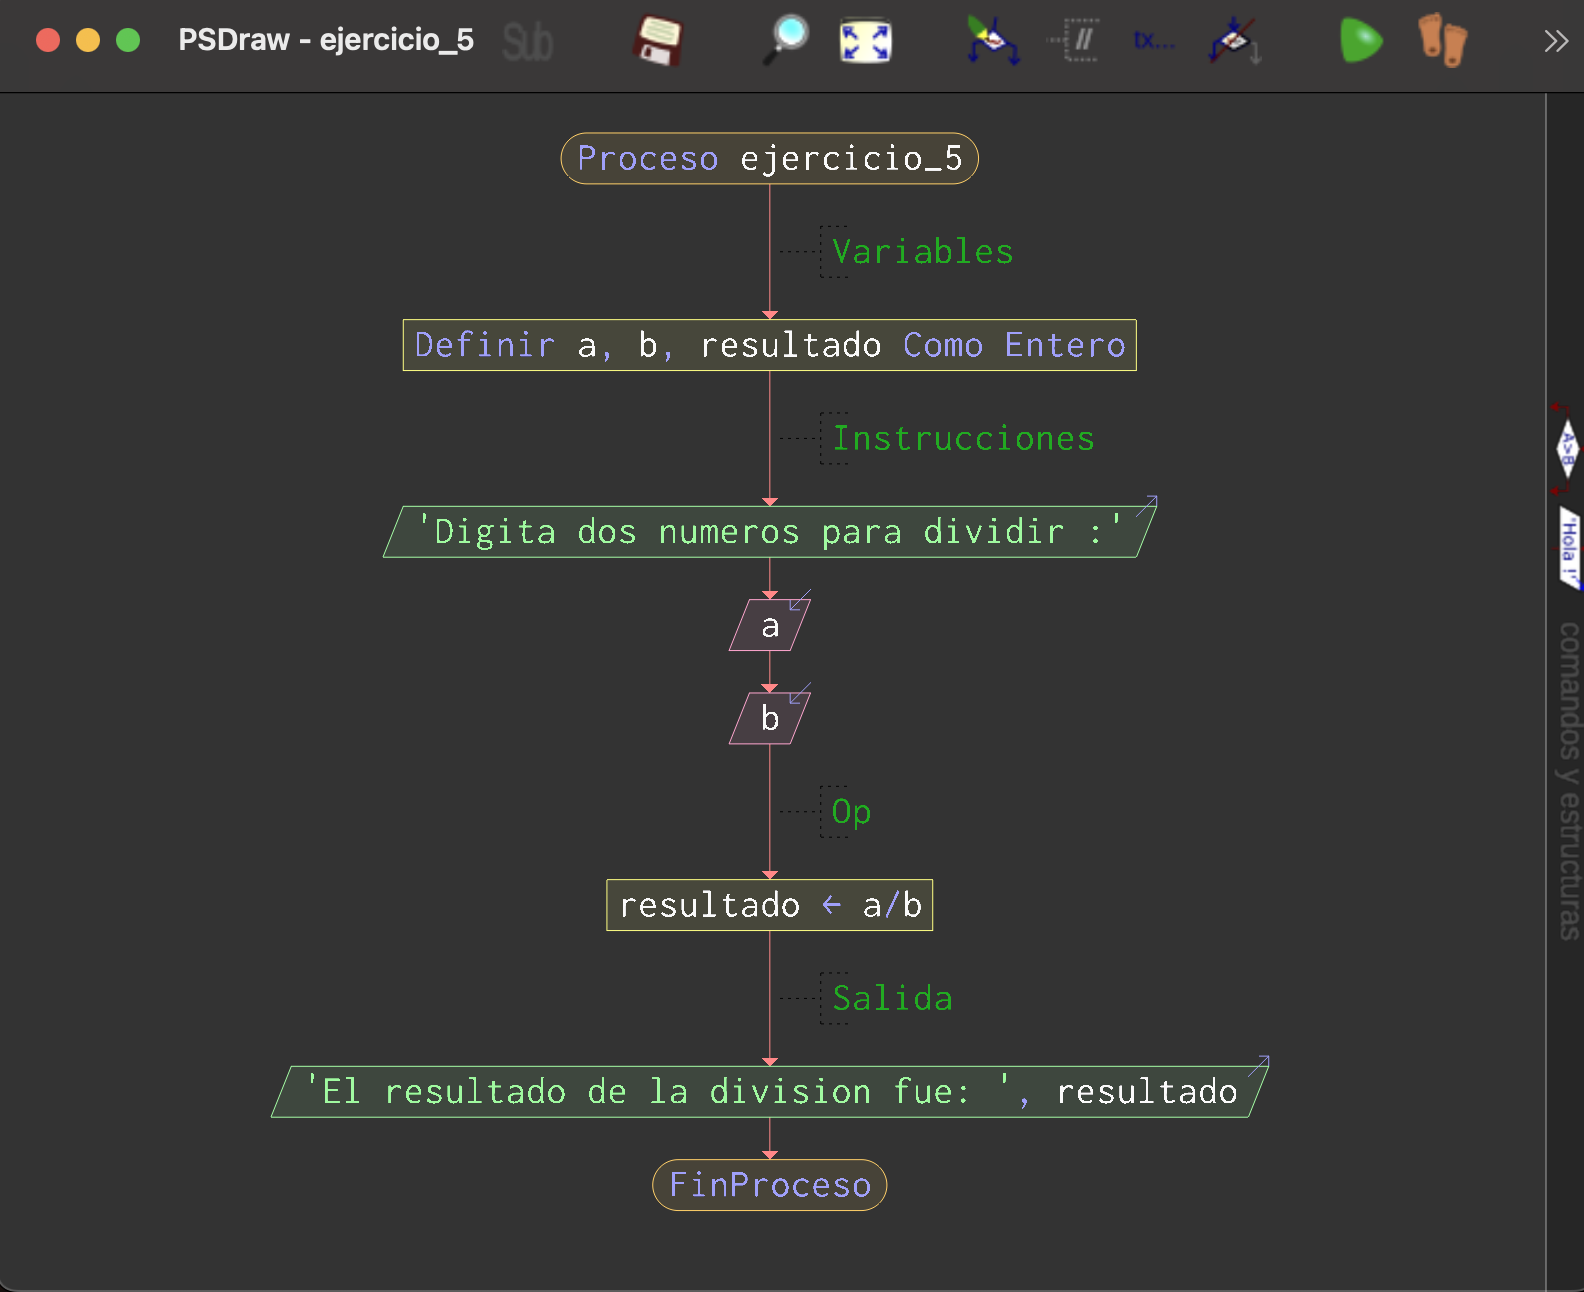 PSDraw - ejercicio_5
Sub
//
tx...
Proceso ejercicio_5
Variables
Definir a, b, resultado Como Entero
Instrucciones
'Digita dos numeros para dividir :'
a
b
Op
resultado ← a/b
Salida
'El resultado de la division fue: ', resultado
FinProceso
A>B
"Hola !"
comandos y estructuras